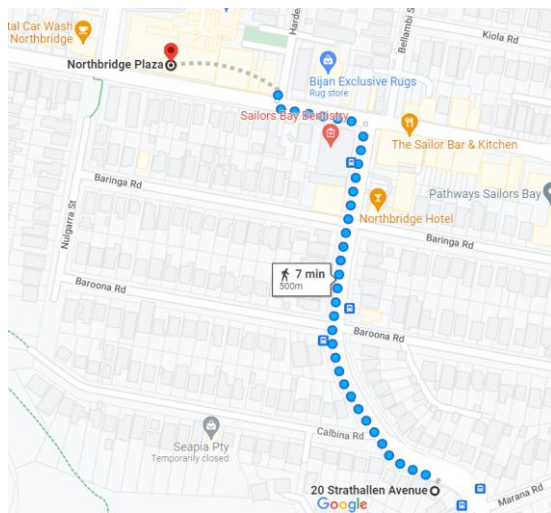 tal Car Wash
Northbridge
Northbridge Plaza
Harde
Bellambi S
Kiola Rd
Bijan Exclusive Rugs
Rug store
Sailors Bay Dentistry
The Sailor Bar & Kitchen
Baringa Rd
Pathways Sailors Bay
Nulgarra St
Northbridge Hotel
Baringa Rd
7 min
500m
Baroona Rd
Baroona Rd
Calbina Rd
Seapia Pty
Temporarily closed
20 Strathallen Avenue
Marana Rd
Google